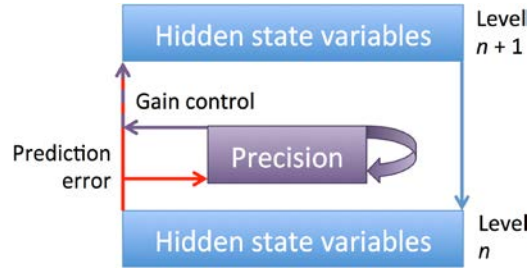 Hidden state variables
Level
n + 1
Gain control
Prediction
error
Precision
Hidden state variables
Level
n